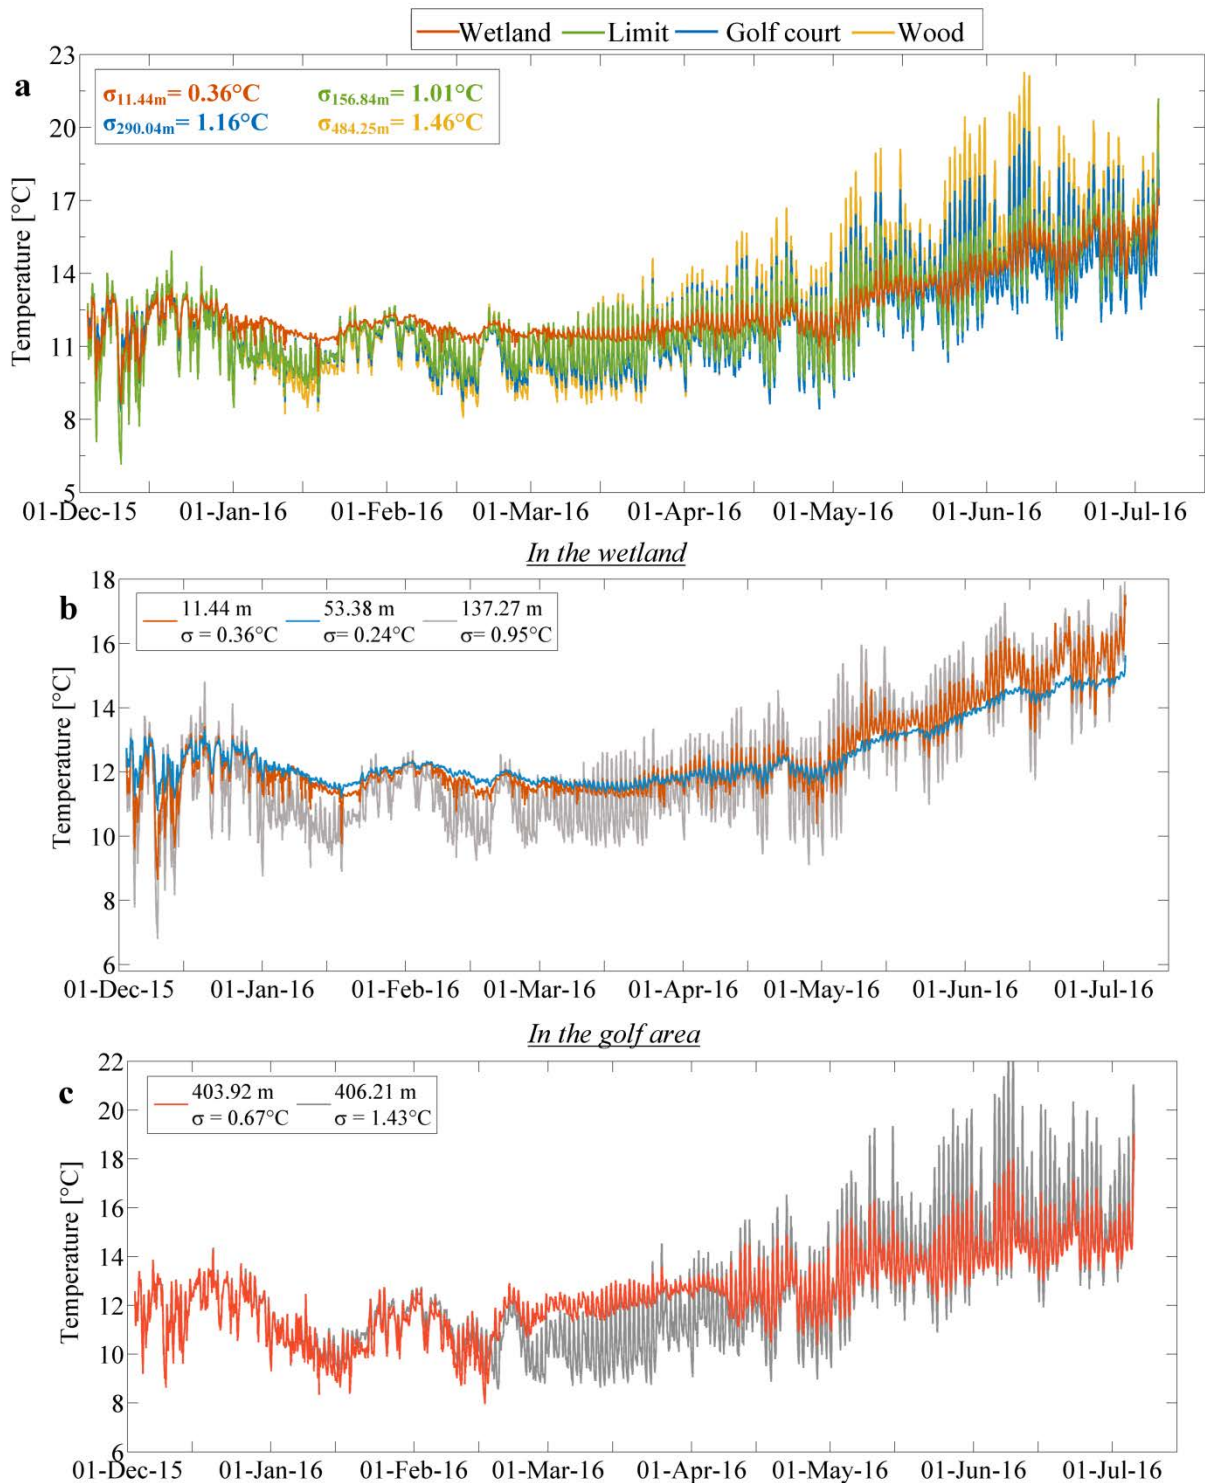 Wetland Limit Golf court Wood
a
σ11.44m= 0.36°C σ156.84m= 1.01°C
σ290.04m= 1.16°C σ484.25m= 1.46°C
23
20
17
14
11
8
5
Temperature [°C]
01-Dec-15 01-Jan-16 01-Feb-16 01-Mar-16 01-Apr-16 01-May-16 01-Jun-16 01-Jul-16
In the wetland
b
11.44 m 53.38 m 137.27 m
σ = 0.36°C σ= 0.24°C σ= 0.95°C
18
16
14
12
10
8
6
Temperature [°C]
01-Dec-15 01-Jan-16 01-Feb-16 01-Mar-16 01-Apr-16 01-May-16 01-Jun-16 01-Jul-16
In the golf area
c
403.92 m 406.21 m
σ = 0.67°C σ = 1.43°C
22
20
18
16
14
12
10
8
6
Temperature [°C]
01-Dec-15 01-Jan-16 01-Feb-16 01-Mar-16 01-Apr-16 01-May-16 01-Jun-16 01-Jul-16